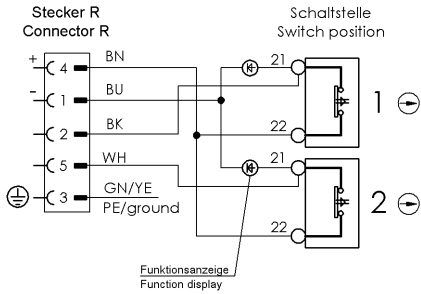 Stecker R
Connector R
Schaltstelle
Switch position
+
4
BN
21
-
1
BU
1
2
BK
22
5
WH
21
3
GN/YE
PE/ground
2
22
Funktionsanzeige
Function display